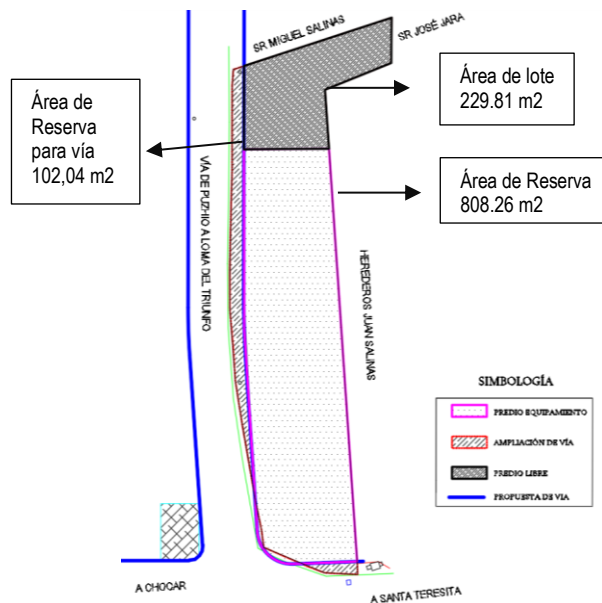 SR MIGUEL SALINAS
SR JOSÉ JARA
Área de lote
229.81 m2
Área de
Reserva
para vía
102,04 m2
Área de Reserva
808.26 m2
VÍA DE PUZHIO A LOMA DEL TRIUNFO
HEREDEROS JUAN SALINAS
SIMBOLOGÍA
PREDIO EQUIPAMIENTO
AMPLIACIÓN DE VÍA
PREDIO LIBRE
PROPUESTA DE VIA
A CHOCAR
A SANTA TERESITA